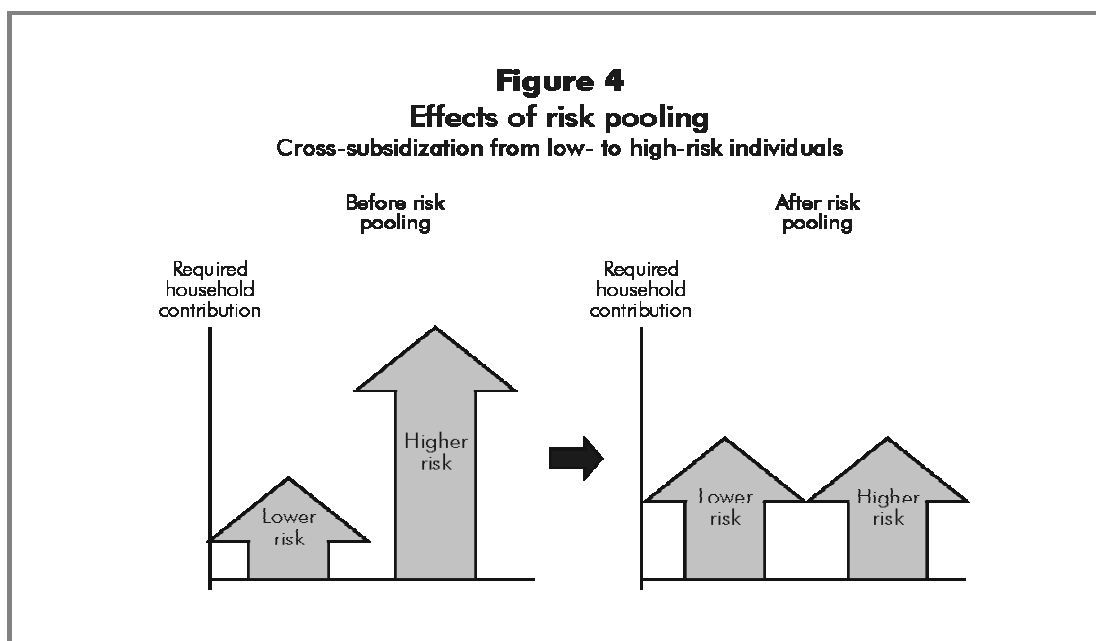 Figure 4
Effects of risk pooling
Cross-subsidization from low- to high-risk individuals
Before risk
pooling
After risk
pooling
Required
household
contribution
Required
household
contribution
Lower
risk
Higher
risk
Lower
risk
Higher
risk